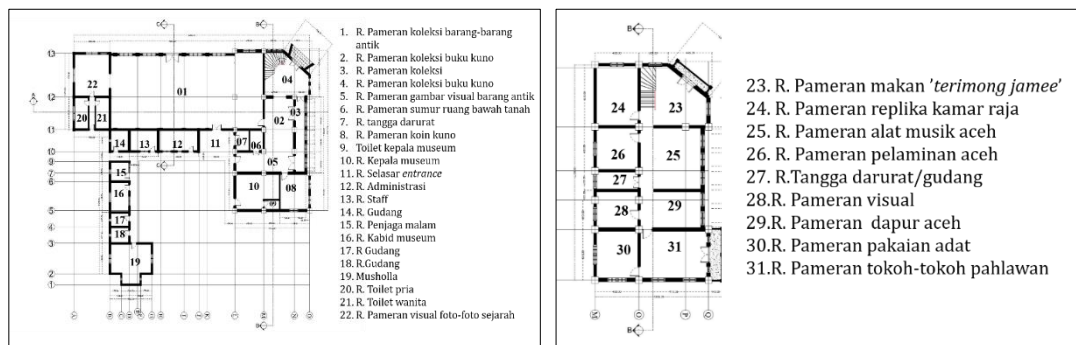 1. R. Pameran koleksi barang-barang
antik
2. R. Pameran koleksi buku kuno
3. R. Pameran koleksi
4. R. Pameran koleksi buku kuno
5. R. Pameran gambar visual barang antik
6. R. Pameran sumur ruang bawah tanah
7. R. tangga darurat
8. R. Pameran koin kuno
9. Toilet kepala museum
10. R. Kepala museum
11. R. Selasar entrance
12. R. Administrasi
13. R. Staff
14. R. Gudang
15. R. Penjaga malam
16. R. Kabid museum
17. R Gudang
18. R.Gudang
19. Musholla
20. R. Toilet pria
21. R. Toilet wanita
22. R. Pameran visual foto-foto sejarah
22
04
01
03
02
20 21
14 13 12 11 07 06
05
15
16
10 08
09
17
18
19
23. R. Pameran makan 'terimong jamee'
24. R. Pameran replika kamar raja
25. R. Pameran alat musik aceh
26. R. Pameran pelaminan aceh
27. R.Tangga darurat/gudang
28.R. Pameran visual
29.R. Pameran dapur aceh
30.R. Pameran pakaian adat
31.R. Pameran tokoh-tokoh pahlawan
24 23
26 25
27
28 29
30 31